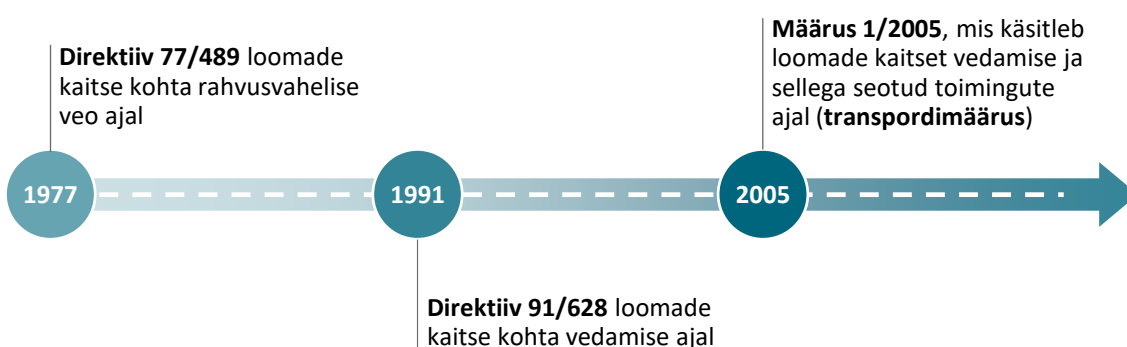 Direktiiv 77/489 loomade
kaitse kohta rahvusvahelise
veo ajal
Määrus 1/2005, mis käsitleb
loomade kaitset vedamise ja
sellega seotud toimingute
ajal (transpordimäärus)
1977
1991
2005
Direktiiv 91/628 loomade
kaitse kohta vedamise ajal